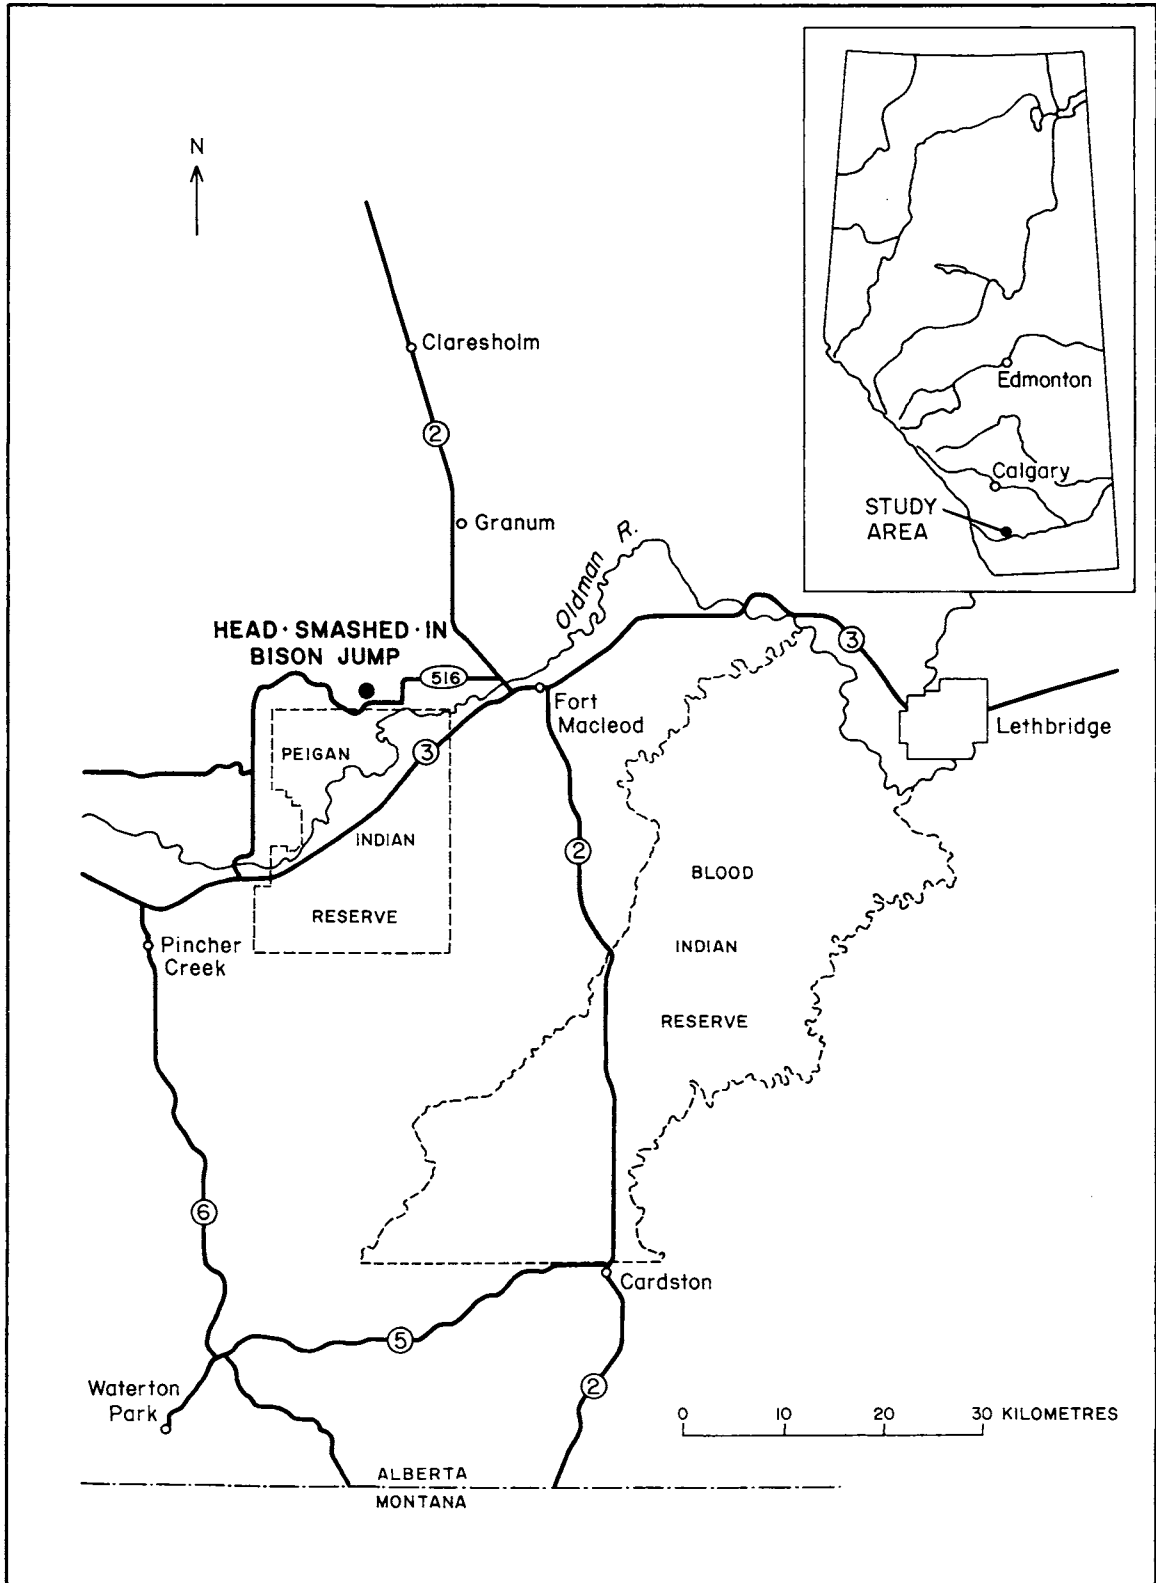 N
Claresholm
2
Granum
Oldman R.
HEAD·SMASHED·IN
BISON JUMP
516
3
Fort
Macleod
Lethbridge
PEIGAN
3
INDIAN
RESERVE
2
BLOOD
INDIAN
RESERVE
Pincher
Creek
6
Cardston
5
2
Waterton
Park
0 10 20 30 KILOMETRES
ALBERTA
MONTANA
Edmonton
Calgary
STUDY
AREA